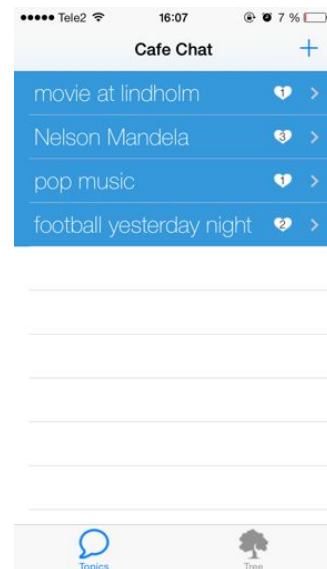 Tele2 16:07 7 %
Cafe Chat +
movie at lindholm 1
Nelson Mandela 3
pop music 1
football yesterday night 2
Topics Tree